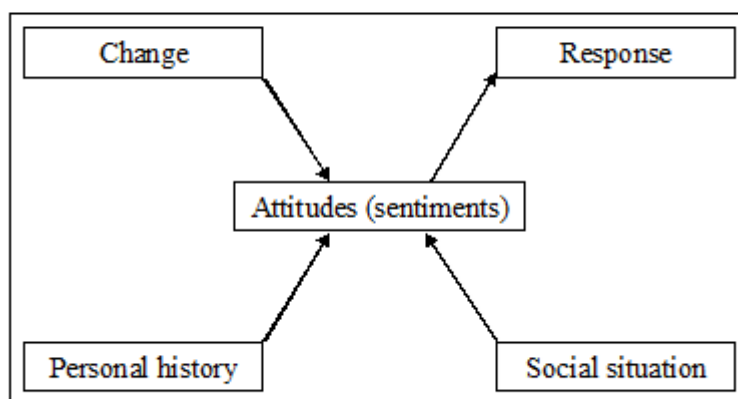 Change
Response
Attitudes (sentiments)
Personal history
Social situation